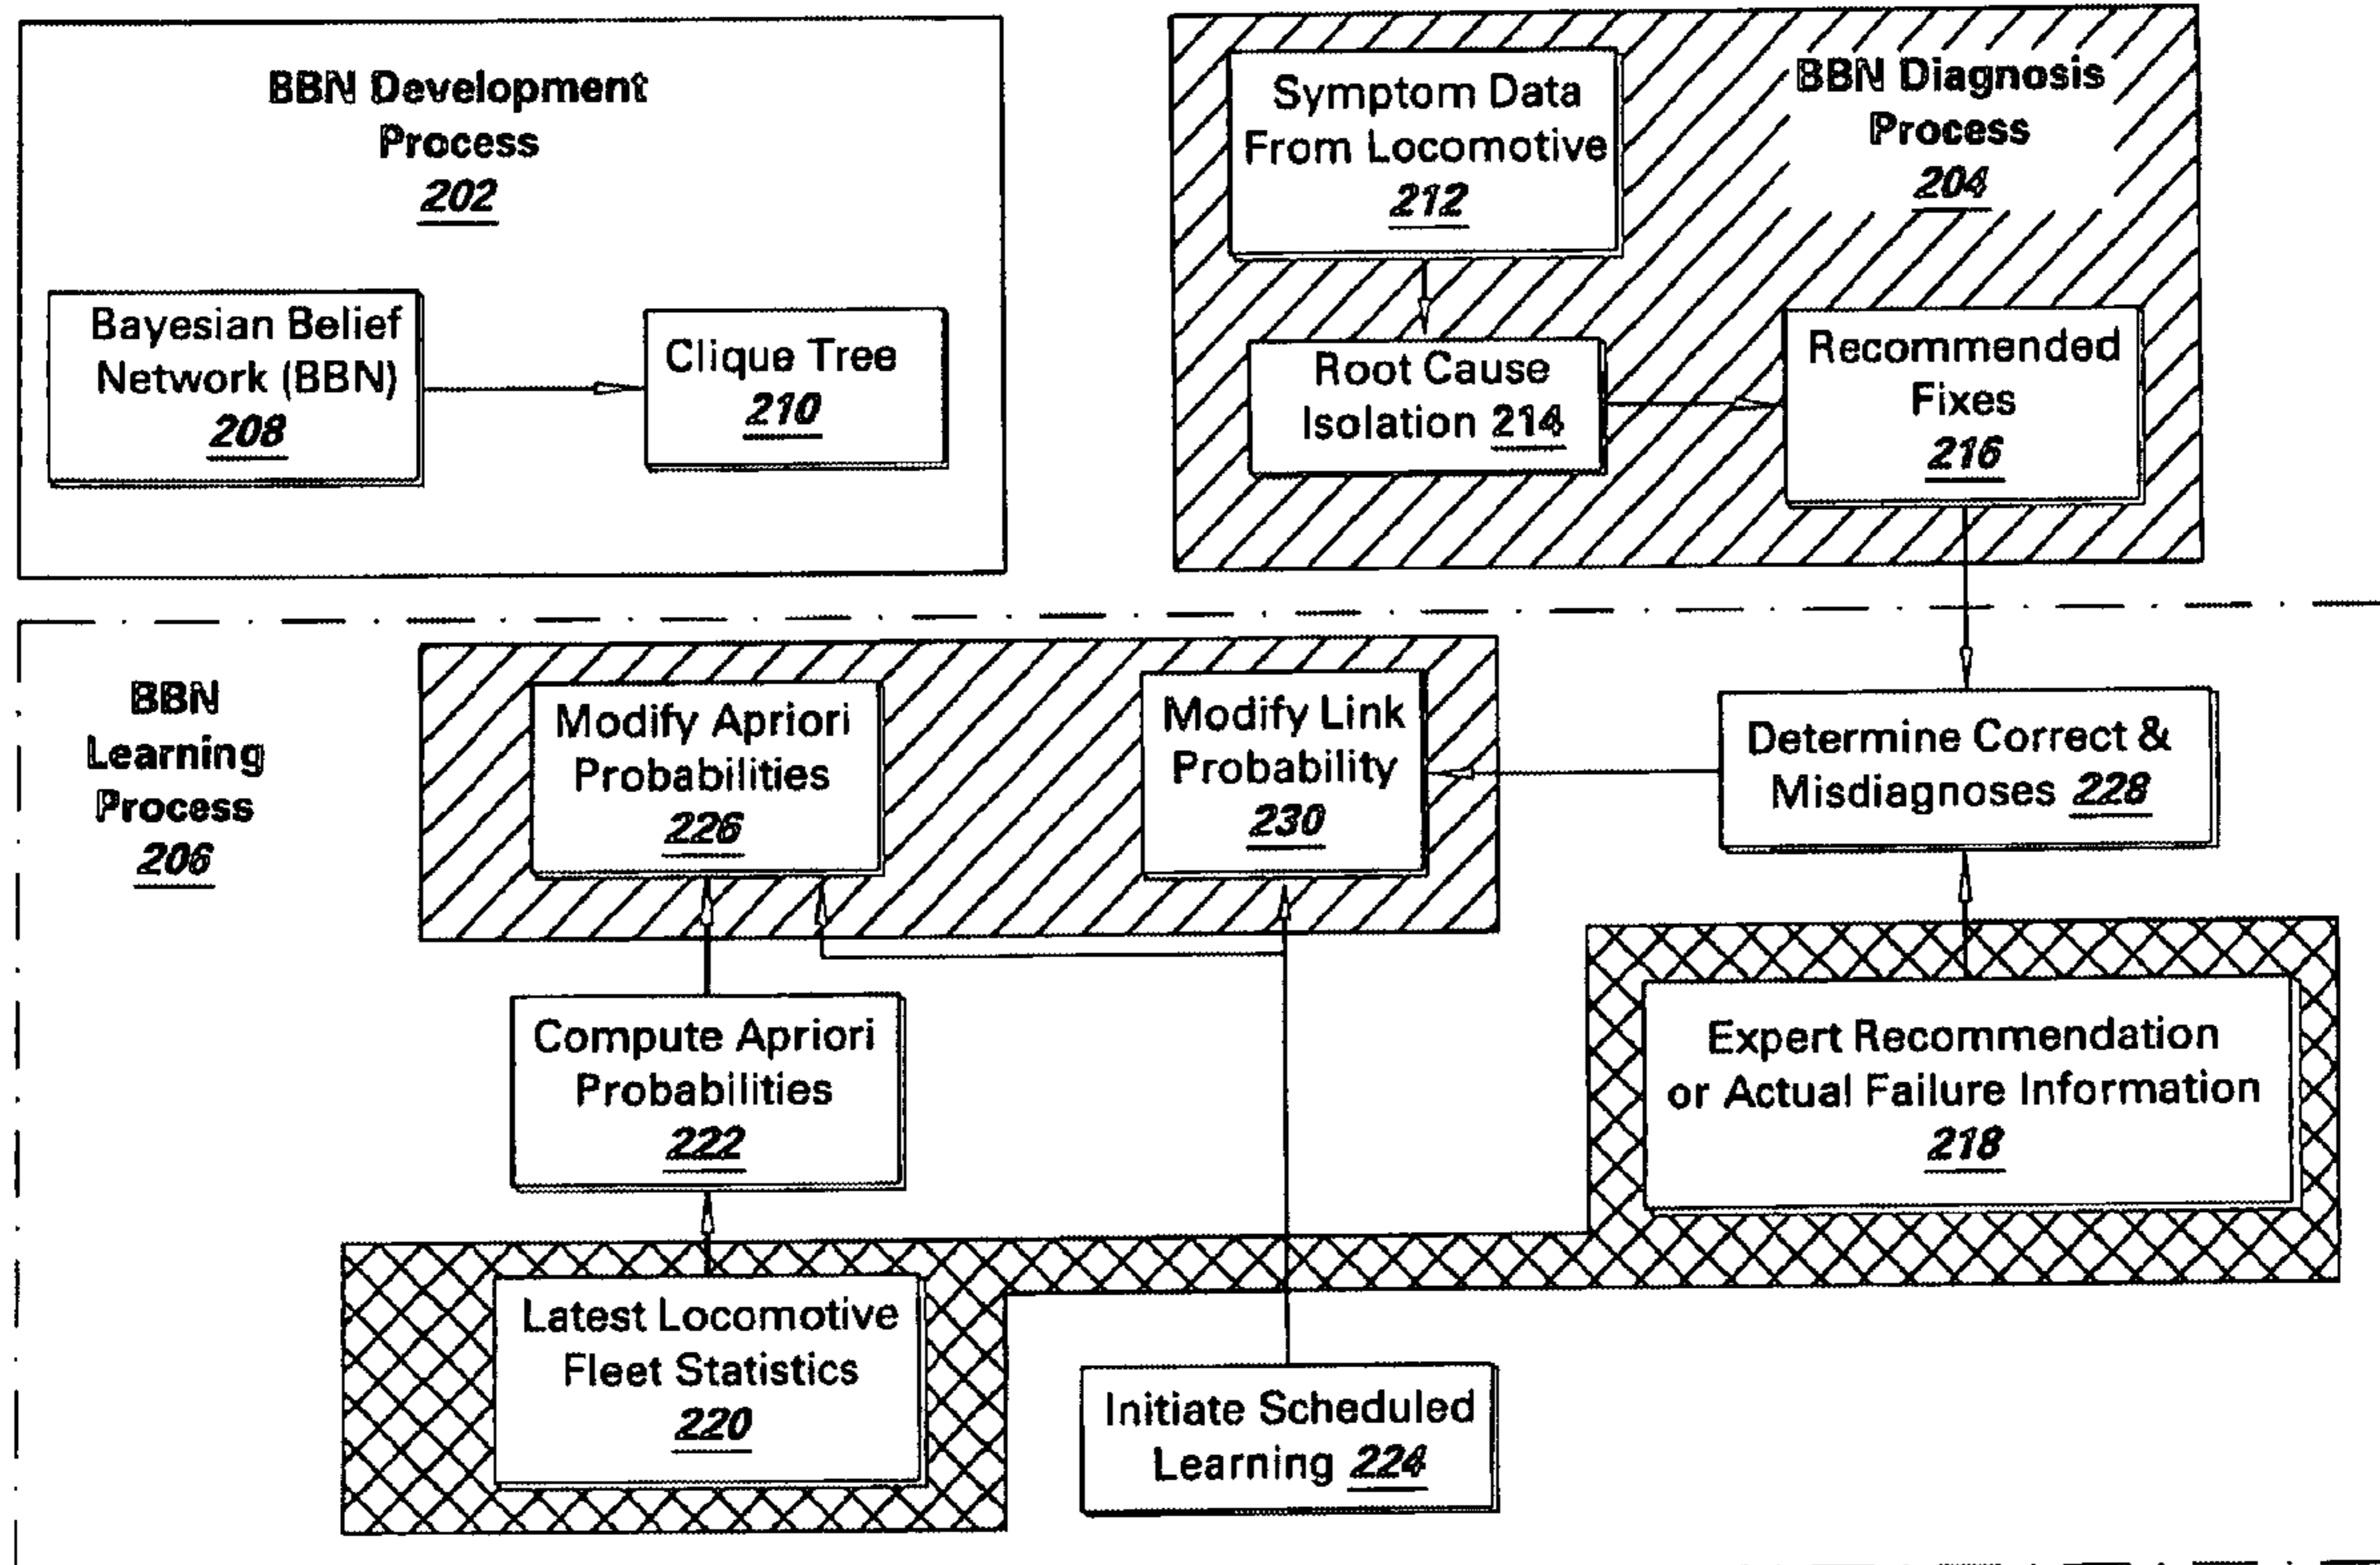 BBN Development
Process
202
Bayesian Belief
Network (BBN)
208
Clique Tree
210
Symptom Data
From Locomotive
212
BBN Diagnosis
Process
204
Root Cause
Isolation 214
Recommended
Fixes
216
BBN
Learning
Process
206
Modify Apriori
Probabilities
226
Modify Link
Probability
230
Determine Correct &
Misdiagnoses 228
Compute Apriori
Probabilities
222
Expert Recommendation
or Actual Failure Information
218
Latest Locomotive
Fleet Statistics
220
Initiate Scheduled
Learning 224